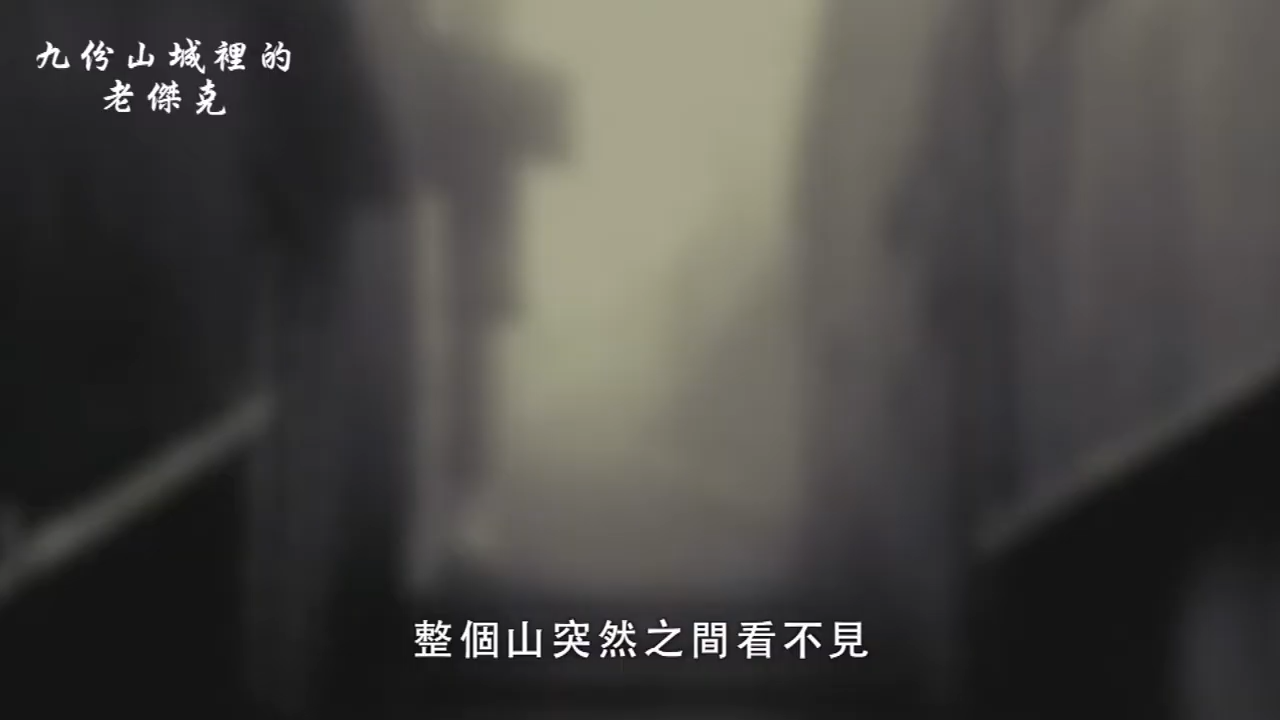 九份山城裡的
老傑克
整個山突然之間看不見